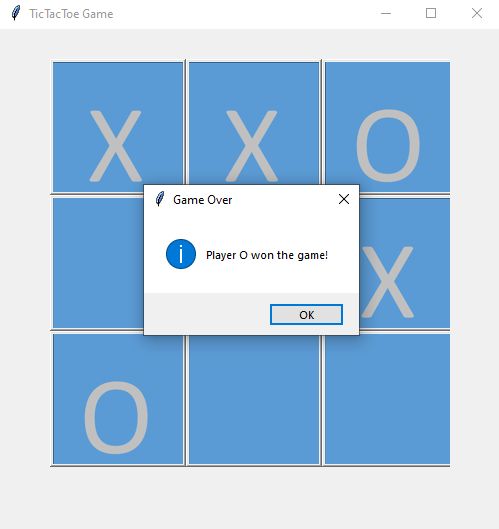 TicTacToe Game
X X O
Game Over
Player O won the game!
X
OK
O